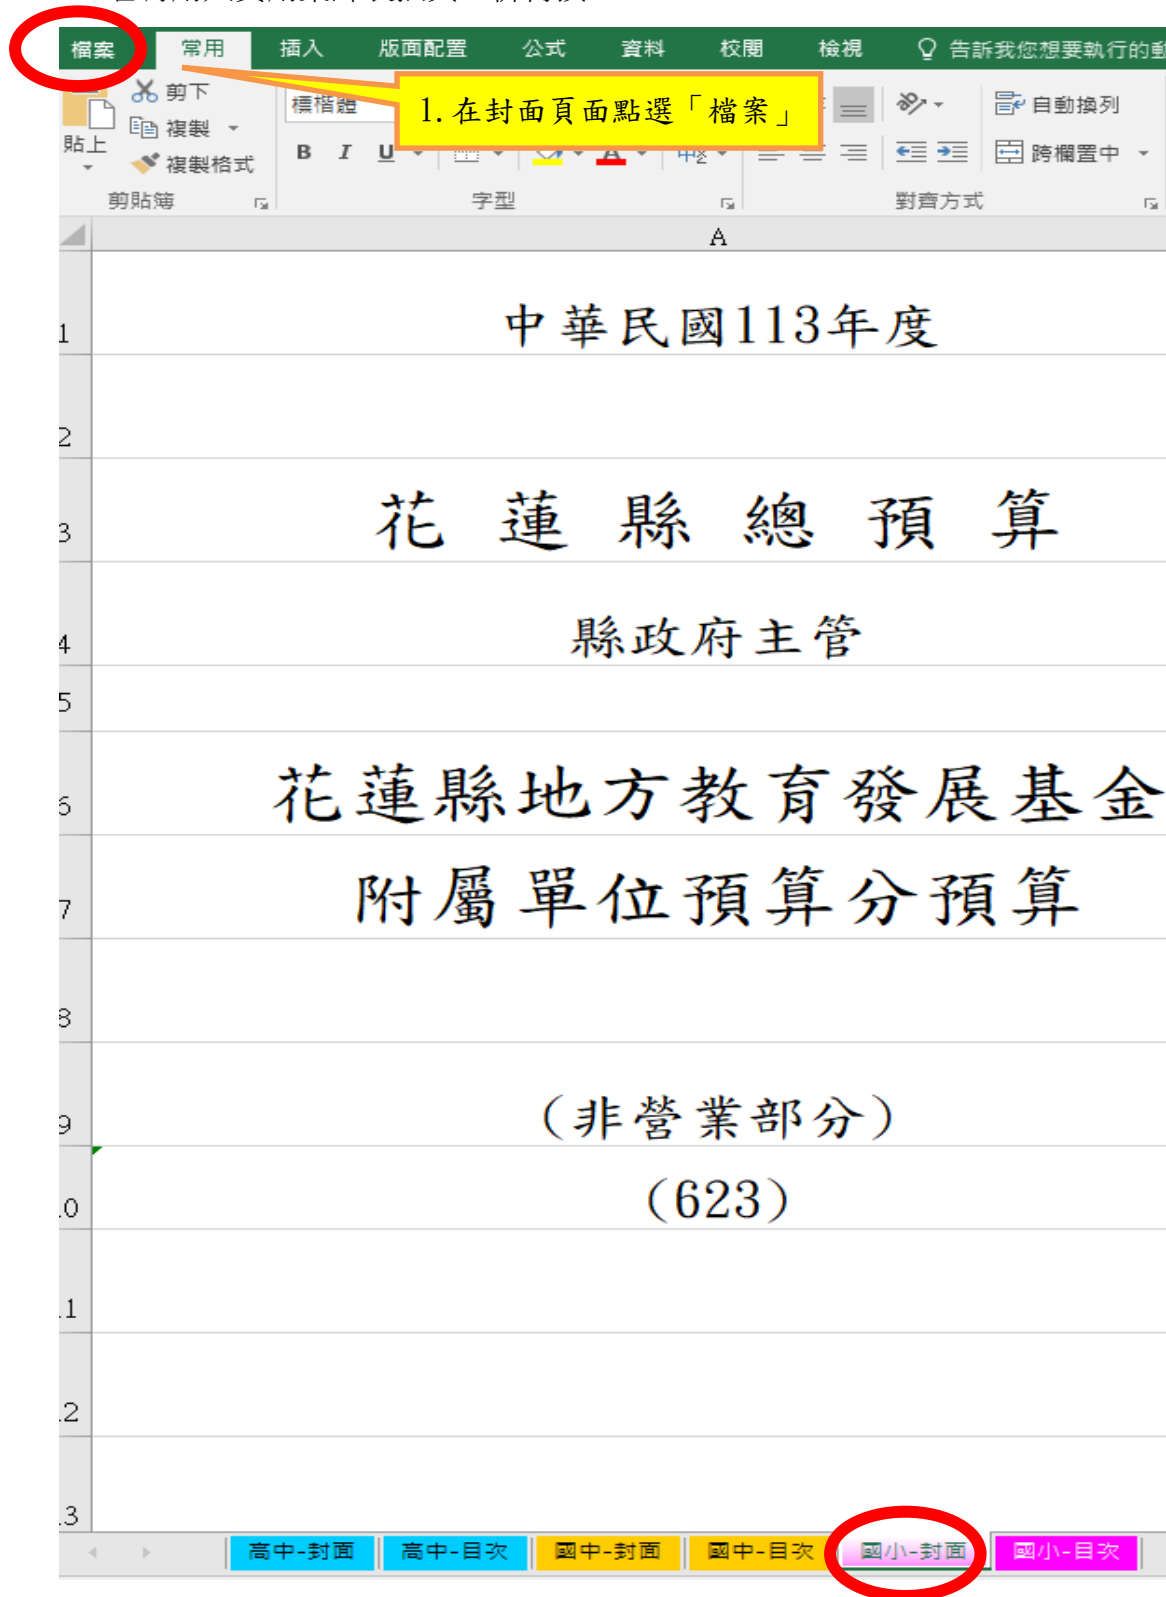 檔案 常用 插入 版面配置 公式 資料 校閱 檢視 告訴我您想要執行的動
剪下
標楷體
1.在封面頁面點選「檔案」
自動換列
複製
貼上
複製格式
B I U
A
跨欄置中
剪貼簿 字型 對齊方式
A
1 中華民國113年度
2
3 花蓮縣總預算
4 縣政府主管
5
6 花蓮縣地方教育發展基金
7 附屬單位預算分預算
8
9 (非營業部分)
.0 (623)
.1
.2
.3
高中-封面 高中-目次 國中-封面 國中-目次 國小-封面 國小-目次